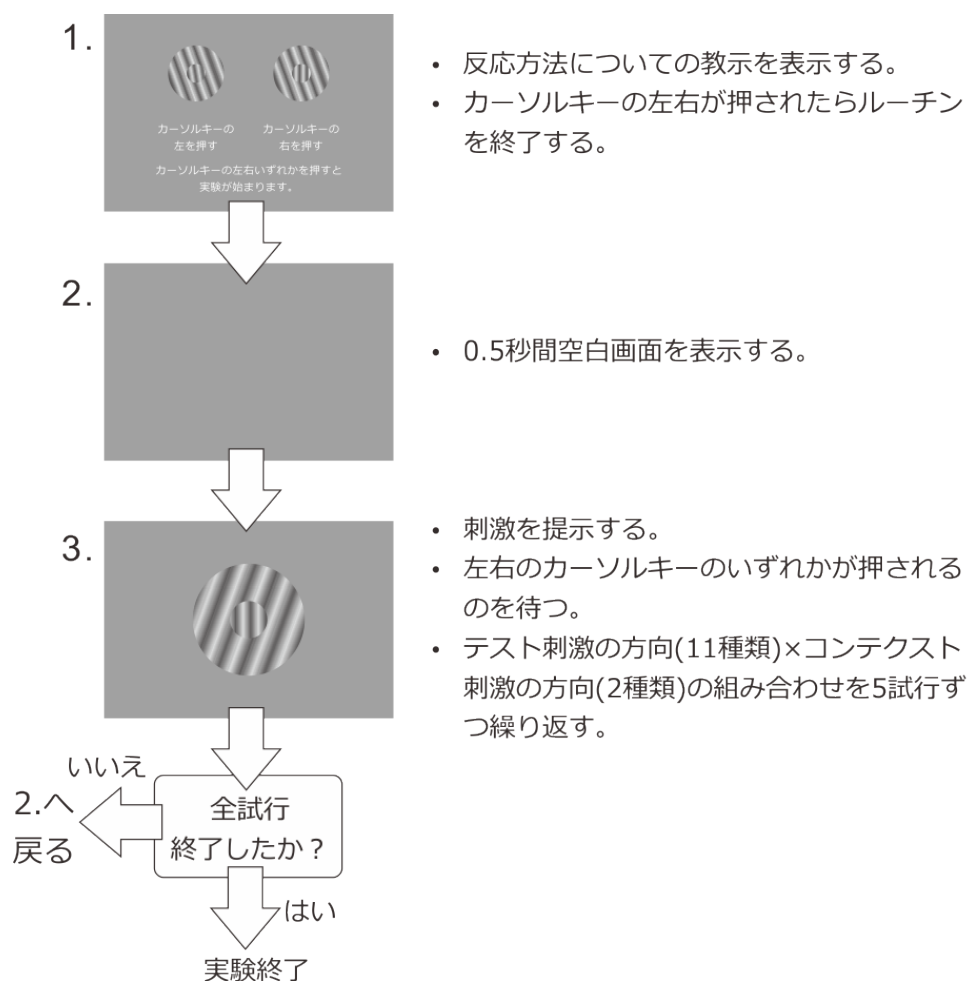 1.
カーソルキーの
左を押す
カーソルキーの
右を押す
カーソルキーの左右いずれかを押すと
実験が始まります。
• 反応方法についての教示を表示する。
• カーソルキーの左右が押されたらルーチン
を終了する。
2.
• 0.5秒間空白画面を表示する。
3.
• 刺激を提示する。
• 左右のカーソルキーのいずれかが押される
のを待つ。
• テスト刺激の方向(11種類)×コンテクスト
刺激の方向(2種類)の組み合わせを5試行ず
つ繰り返す。
いいえ
2.へ
戻る
全試行
終了したか？
はい
実験終了